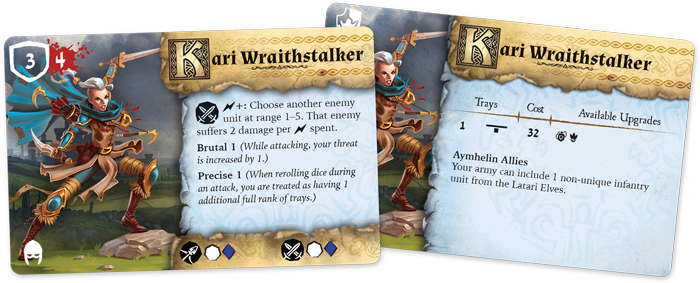 3 4
Kari Wraithstalker
+: Choose another enemy
unit at range 1–5. That enemy
suffers 2 damage per spent.
Brutal 1 (While attacking, your threat
is increased by 1.)
Precise 1 (When rerolling dice during
an attack, you are treated as having 1
additional full rank of trays.)
Kari Wraithstalker
Trays Cost Available Upgrades
1 32
Aymhelin Allies
Your army can include 1 non-unique infantry
unit from the Latari Elves.